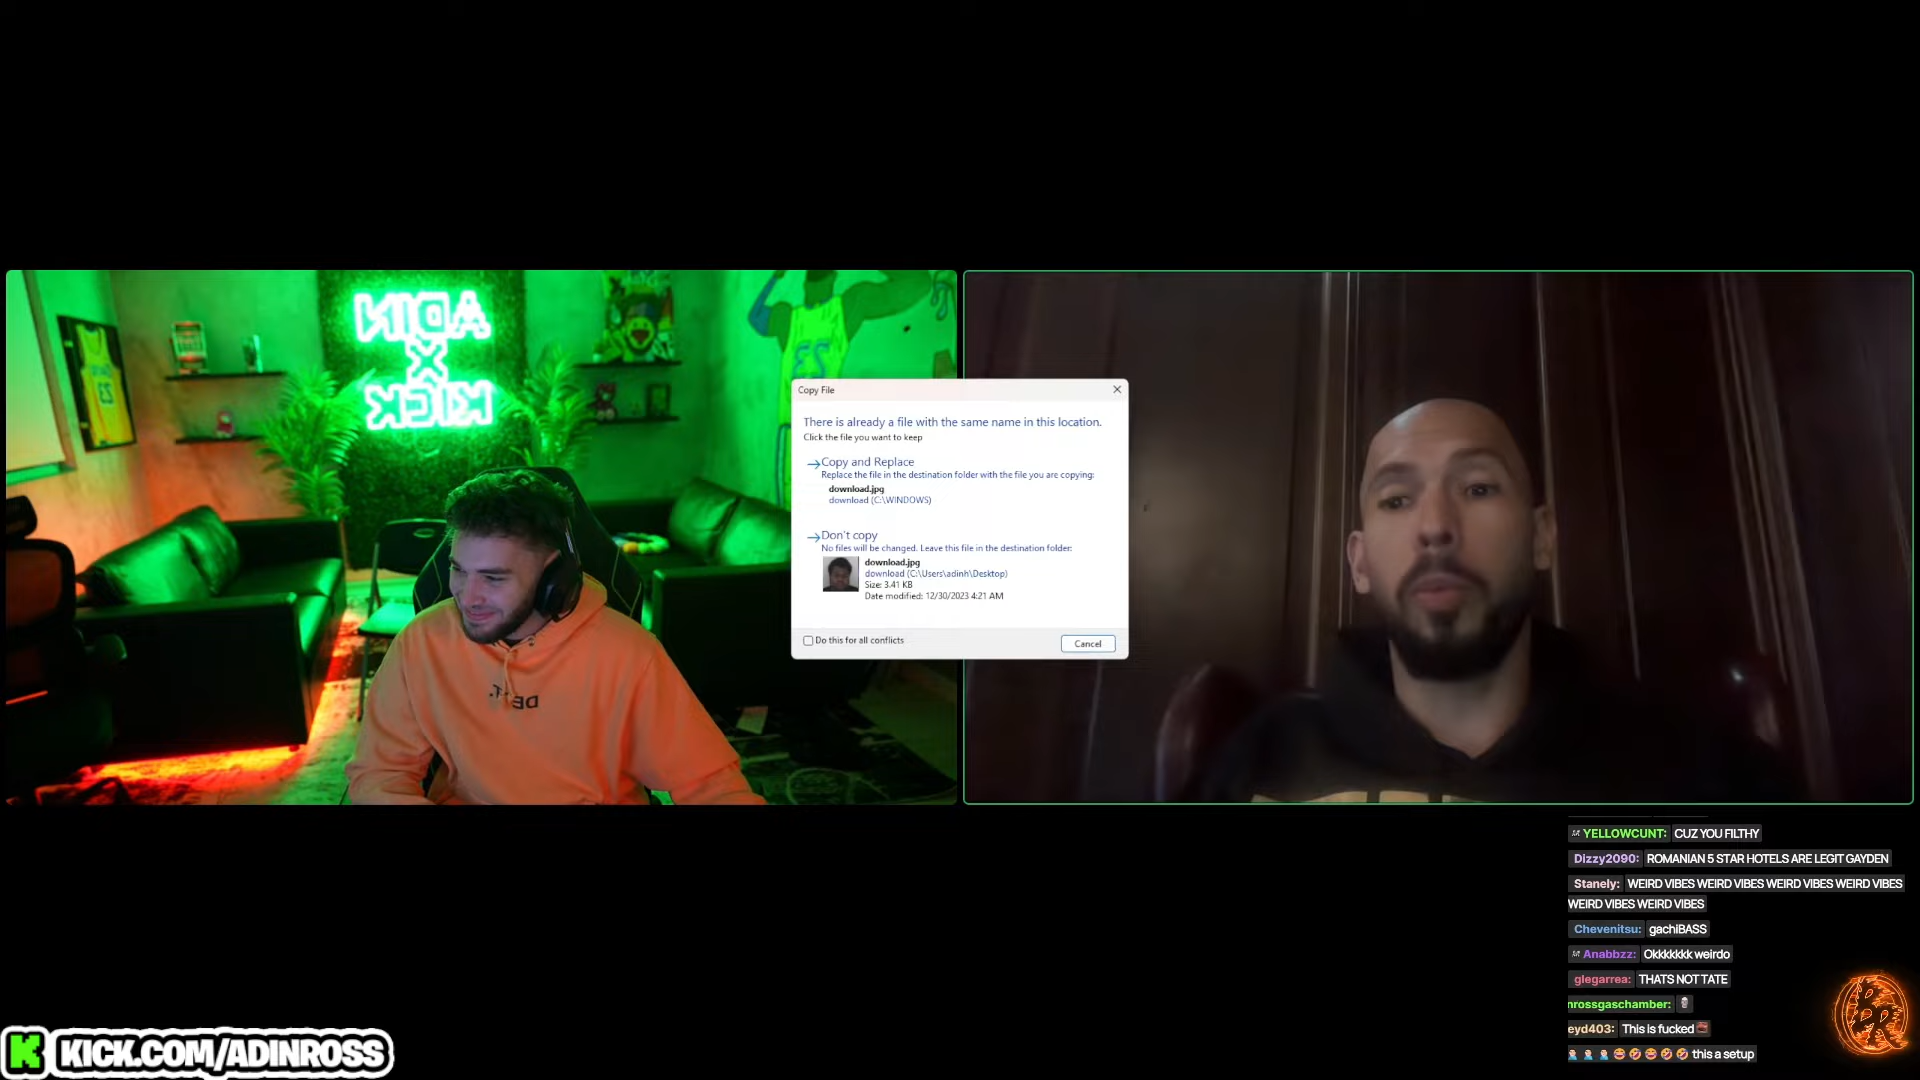 ADIN
X
KICK
23
23
DE T.
Copy File
There is already a file with the same name in this location.
Click the file you want to keep
Copy and Replace
Replace the file in the destination folder with the file you are copying:
download.jpg
download (C:\WINDOWS)
Don't copy
No files will be changed. Leave this file in the destination folder:
download.jpg
download (C:\Users\adinh\Desktop)
Size: 3.41 KB
Date modified: 12/30/2023 4:21 AM
Do this for all conflicts
Cancel
YELLOWCUNT: CUZ YOU FILTHY
Dizzy2090: ROMANIAN 5 STAR HOTELS ARE LEGIT GAYDEN
Stanely: WEIRD VIBES WEIRD VIBES WEIRD VIBES WEIRD VIBES
WEIRD VIBES WEIRD VIBES
Chevenitsu: gachiBASS
Anabbzz: Okkkkkkk weirdo
glegarrea: THATS NOT TATE
nrossgaschamber:
eyd403: This is fucked
this a setup
K KICK.COM/ADINROSS